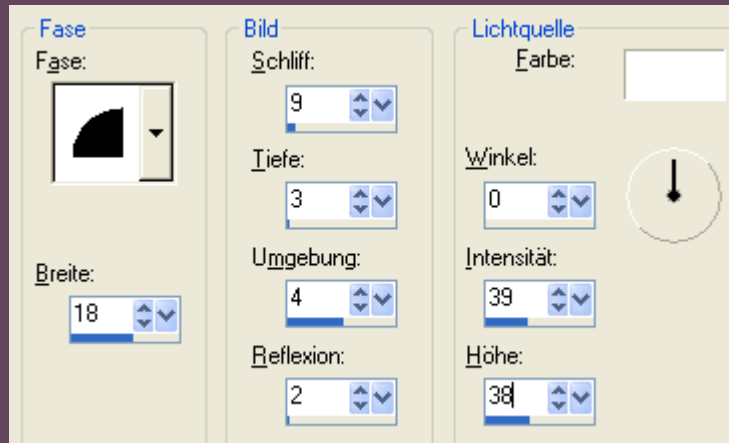 Fase
Fase:
Breite:
18
Bild
Schliff:
9
Tiefe:
3
Umgebung:
4
Reflexion:
2
Lichtquelle
Farbe:
Winkel:
0
Intensität:
39
Höhe:
38